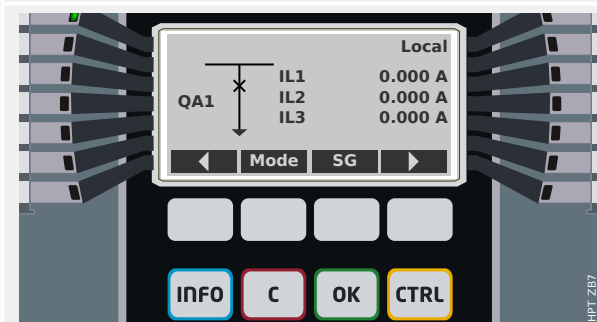 Local
IL1 0.000 A
QA1 IL2 0.000 A
IL3 0.000 A
Mode SG
INFO C OK CTRL
HPT ZB7